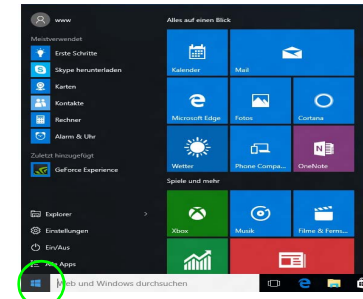 www
Meistverwendet
Erste Schritte
Skype herunterladen
Karten
Kontakte
Rechner
Alarm & Uhr
Zuletzt hinzugefügt
GeForce Experience
Explorer
Einstellungen
Ein/Aus
Alle Apps
Web und Windows durchsuchen
Alles auf einen Blick
Kalender
Mail
Microsoft Edge
Fotos
Cortana
Wetter
Phone Compa...
OneNote
Spiele und mehr
Xbox
Musik
Filme & Ferns...